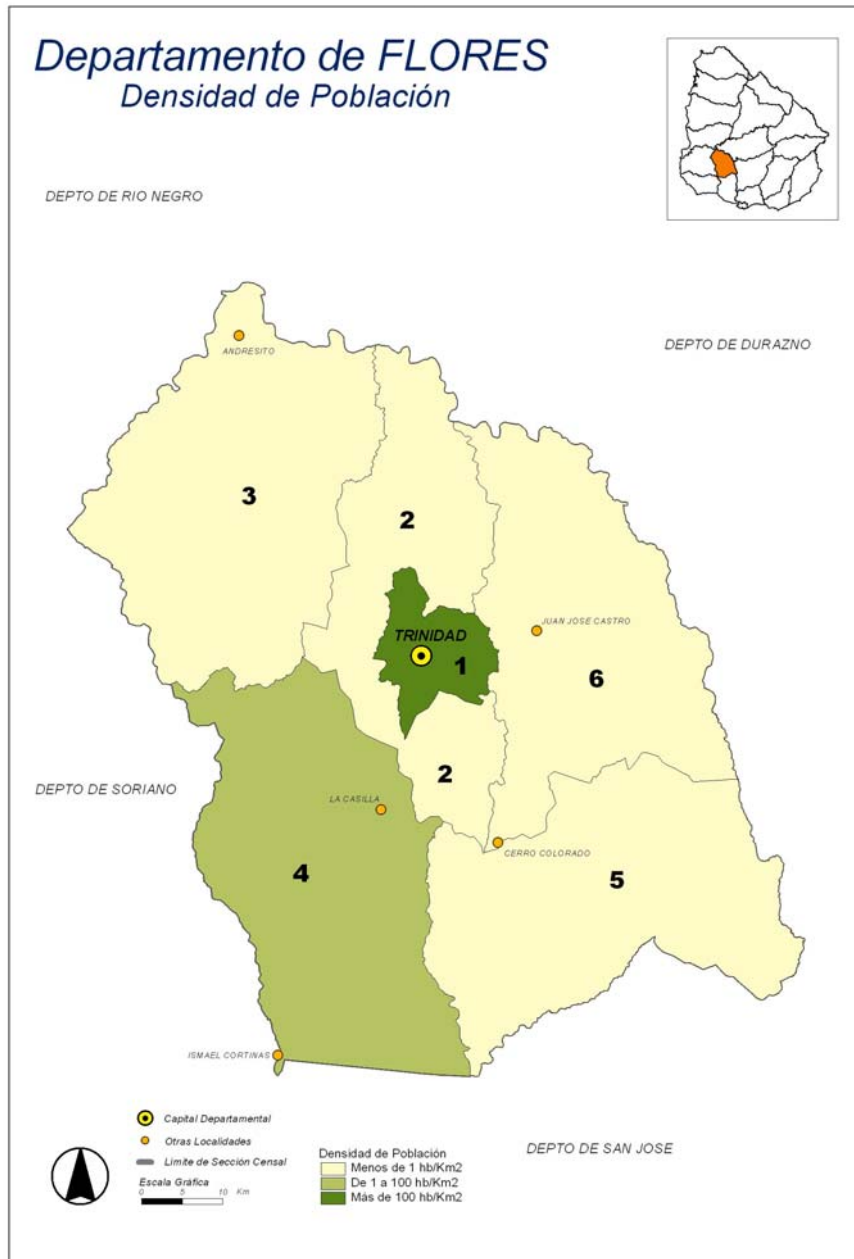 Departamento de FLORES
Densidad de Población
DEPTO DE RIO NEGRO
DEPTO DE DURAZNO
ANDRESITO
3
2
JUAN JOSE CASTRO
TRINIDAD
1
6
2
DEPTO DE SORIANO
LA CASILLA
CERRO COLORADO
4
5
ISMAEL CORTINAS
Capital Departamental
Otras Localidades
Limite de Sección Censal
Escala Gráfica
0 5 10 Km
Densidad de Población
Menos de 1 hb/Km2
De 1 a 100 hb/Km2
Más de 100 hb/Km2
DEPTO DE SAN JOSE